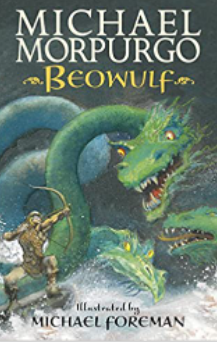 MICHAEL
MORPURGO
BEOWULF
Illustrated by
MICHAEL FOREMAN